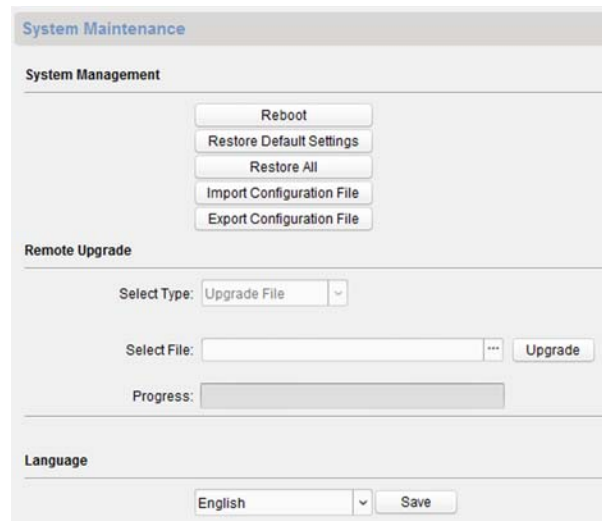 System Maintenance
System Management
Reboot
Restore Default Settings
Restore All
Import Configuration File
Export Configuration File
Remote Upgrade
Select Type: Upgrade File
Select File: ... Upgrade
Progress:
Language
English Save